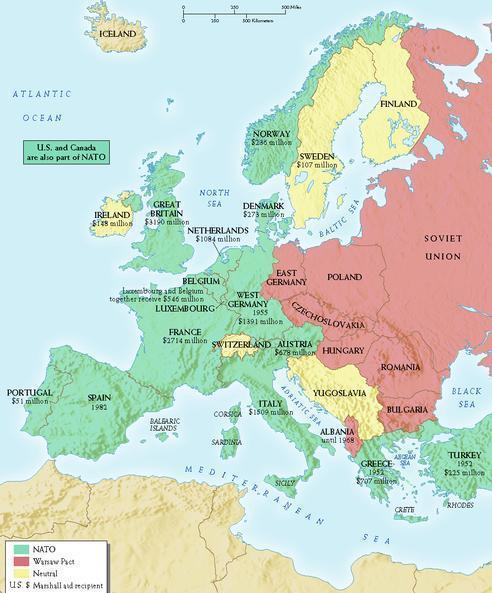 0 250 500 Miles
0 250 500 Kilometers
ICELAND
ATLANTIC
OCEAN
U.S. and Canada
are also part of NATO
NORWAY
$236 million
SWEDEN
$107 million
FINLAND
NORTH
SEA
DENMARK
$273 million
BALTIC SEA
IRELAND
$148 million
GREAT
BRITAIN
$3190 million
NETHERLANDS
$1084 million
SOVIET
UNION
BELGIUM
Luxembourg and Belgium
together receive $546 million
LUXEMBOURG
WEST
GERMANY
1955
$1391 million
EAST
GERMANY
POLAND
CZECHOSLOVAKIA
FRANCE
$2714 million
SWITZERLAND
AUSTRIA
$678 million
HUNGARY
ROMANIA
YUGOSLAVIA
BULGARIA
BLACK
SEA
PORTUGAL
$51 million
SPAIN
1982
BALEARIC
ISLANDS
CORSICA
SARDINIA
ITALY
$1509 million
ADRIATIC SEA
ALBANIA
until 1968
GREECE
1952
$707 million
AEGEAN
SEA
TURKEY
1952
$225 million
SICILY
CRETE
RHODES
MEDITERRANEAN SEA
NATO
Warsaw Pact
Neutral
U.S. $ Marshall aid recipient